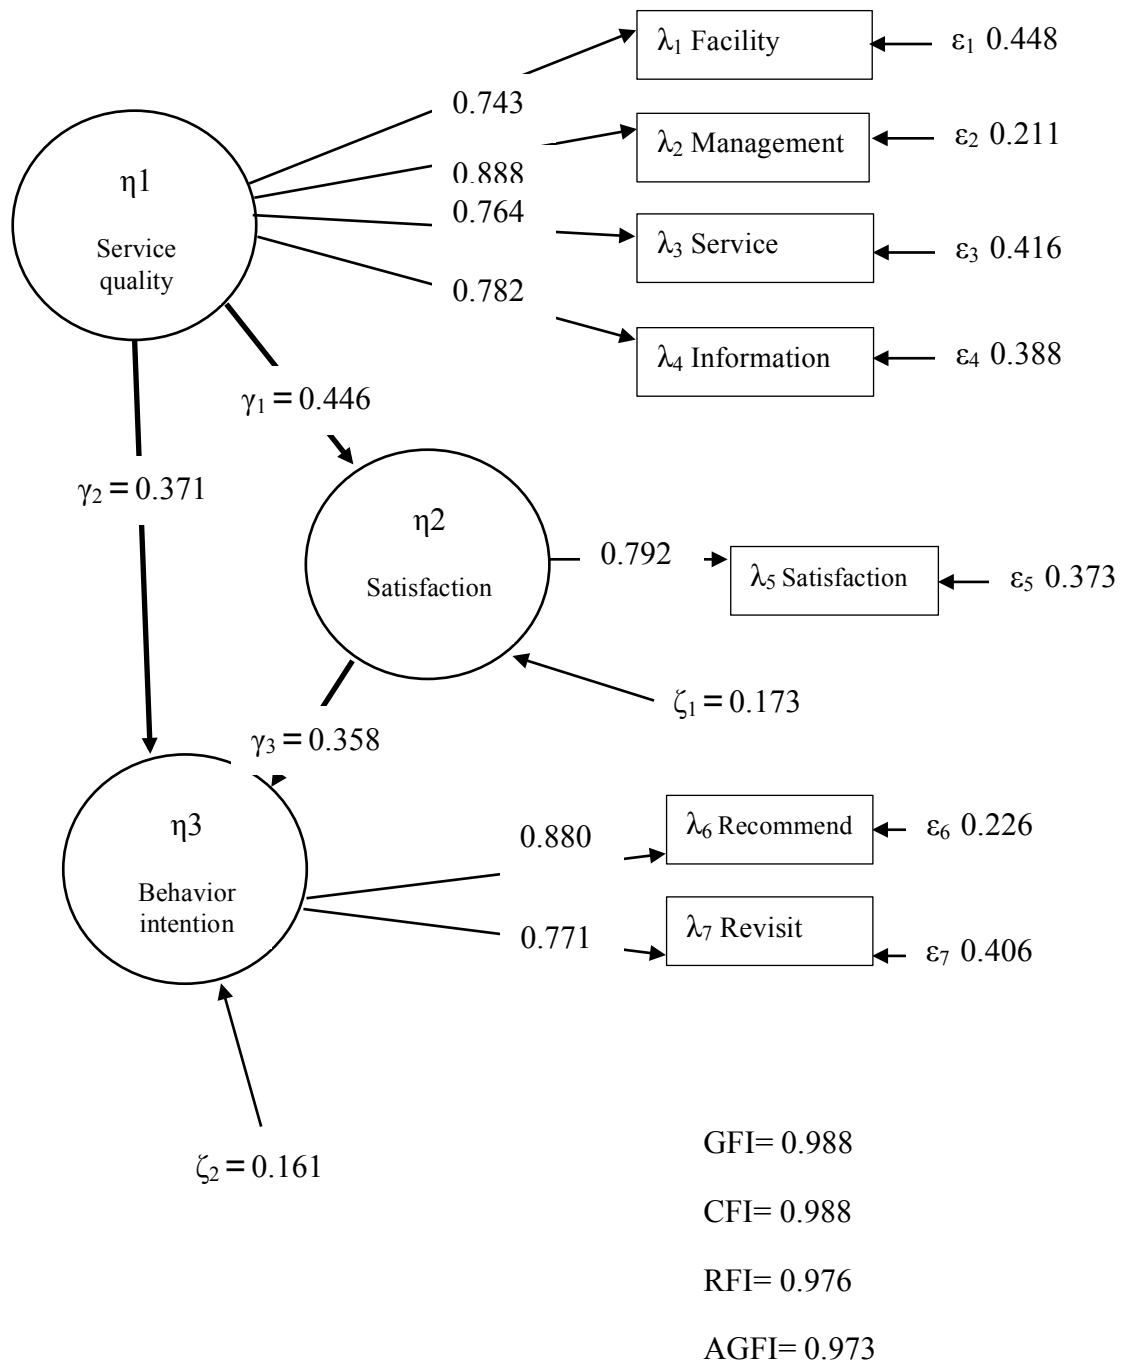 λ₁ Facility
ε₁ 0.448
0.743
λ₂ Management
ε₂ 0.211
0.888
η1
Service
quality
0.764
λ₃ Service
ε₃ 0.416
0.782
λ₄ Information
ε₄ 0.388
γ₁ = 0.446
γ₂ = 0.371
η2
Satisfaction
0.792
λ₅ Satisfaction
ε₅ 0.373
ζ₁ = 0.173
γ₃ = 0.358
η3
Behavior
intention
0.880
λ₆ Recommend
ε₆ 0.226
0.771
λ₇ Revisit
ε₇ 0.406
ζ₂ = 0.161
GFI= 0.988
CFI= 0.988
RFI= 0.976
AGFI= 0.973